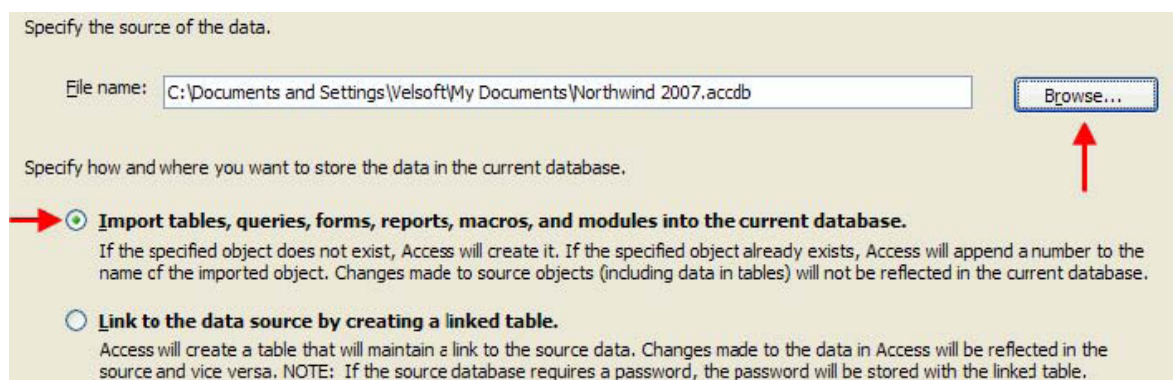 Specify the source of the data.
File name: C:\Documents and Settings\Velsoft\My Documents\Northwind 2007.accdb Browse...
Specify how and where you want to store the data in the current database.
Import tables, queries, forms, reports, macros, and modules into the current database.
If the specified object does not exist, Access will create it. If the specified object already exists, Access will append a number to the
name of the imported object. Changes made to source objects (including data in tables) will not be reflected in the current database.
Link to the data source by creating a linked table.
Access will create a table that will maintain a link to the source data. Changes made to the data in Access will be reflected in the
source and vice versa. NOTE: If the source database requires a password, the password will be stored with the linked table.